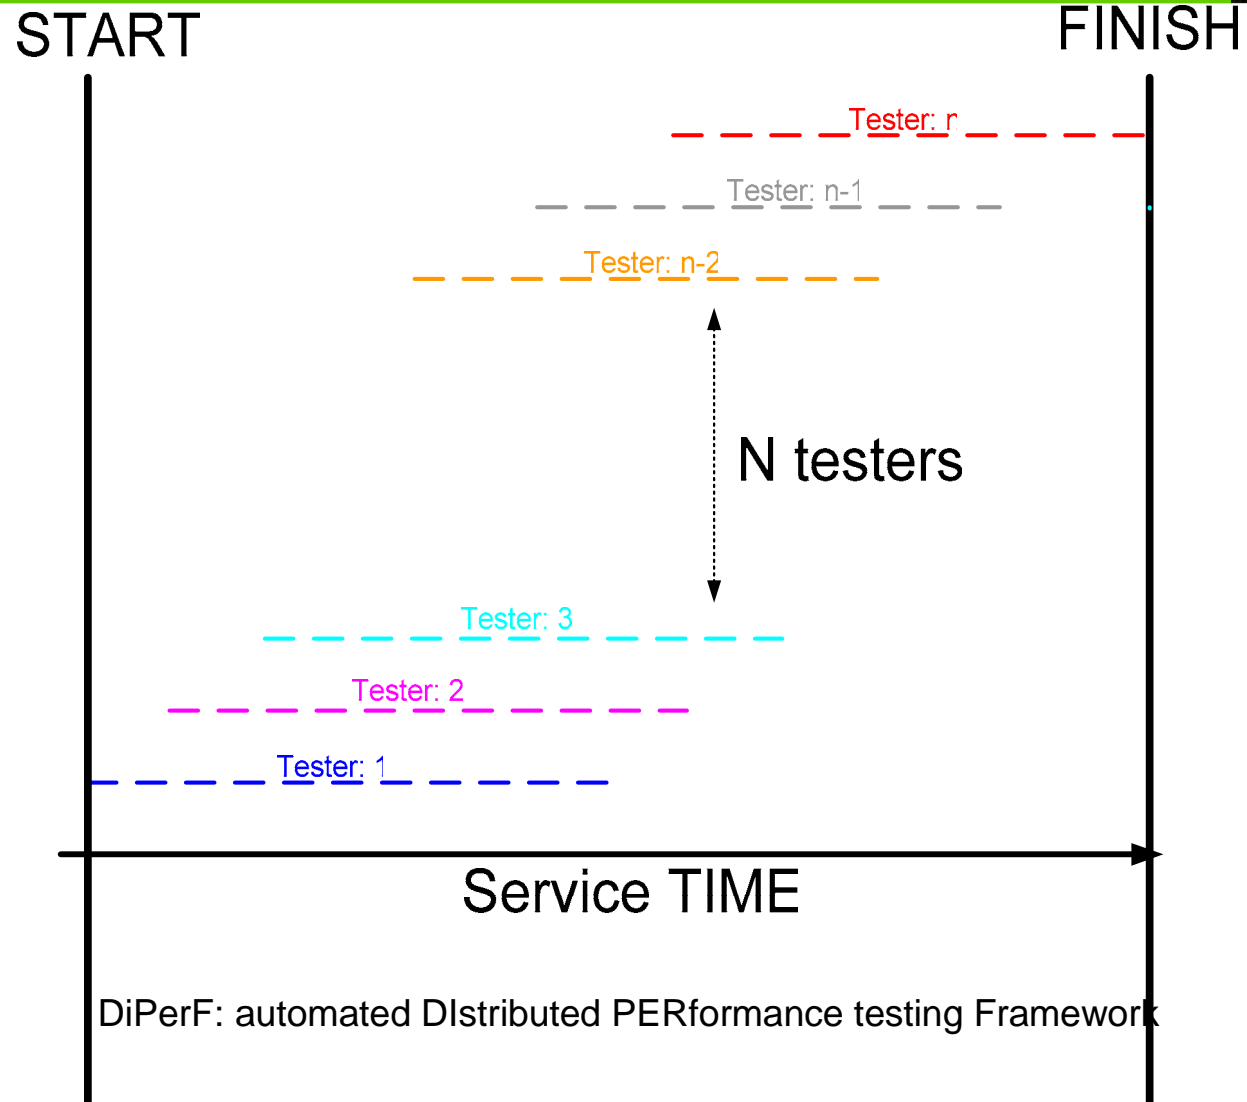 START
FINISH
Tester: n
Tester: n-1
Tester: n-2
N testers
Tester: 3
Tester: 2
Tester: 1
Service TIME
DiPerF: automated DIstributed PERformance testing Framework